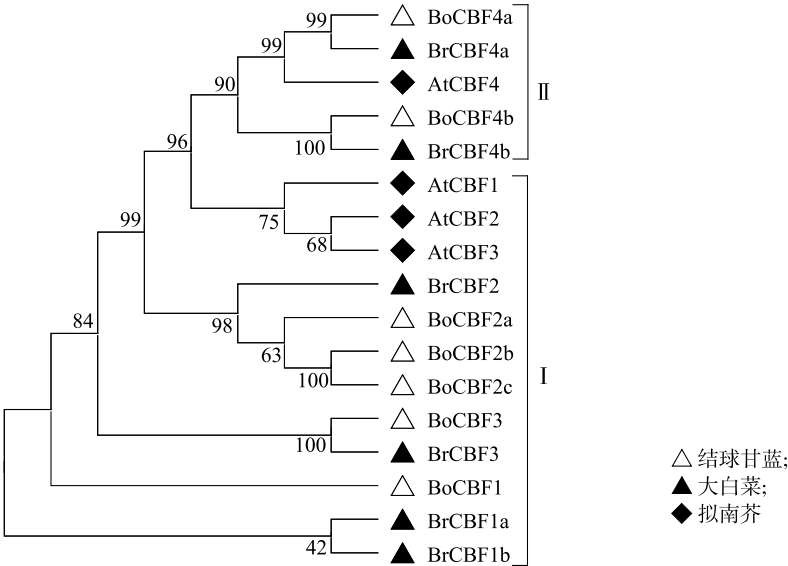 99
BoCBF4a
BrCBF4a
99
AtCBF4
90
BoCBF4b
100
BrCBF4b
II
96
AtCBF1
75
AtCBF2
68
AtCBF3
99
BrCBF2
98
BoCBF2a
63
BoCBF2b
100
BoCBF2c
I
84
BoCBF3
100
BrCBF3
BoCBF1
BrCBF1a
42
BrCBF1b
△ 结球甘蓝;
▲ 大白菜;
◆ 拟南芥